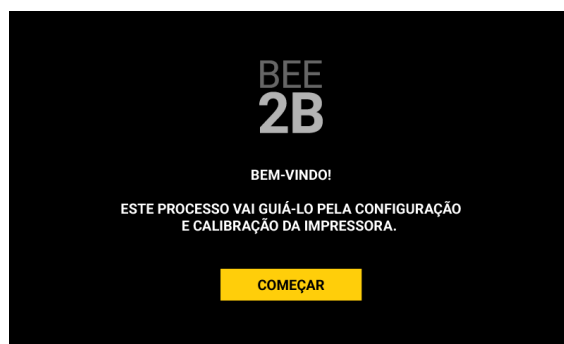 BEE
2B
BEM-VINDO!
ESTE PROCESSO VAI GUIÁ-LO PELA CONFIGURAÇÃO
E CALIBRAÇÃO DA IMPRESSORA.
COMEÇAR